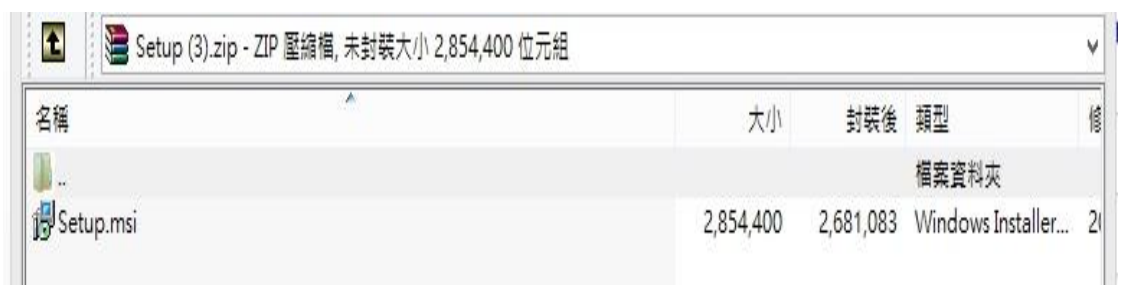 Setup (3).zip - ZIP 壓縮檔, 未封裝大小 2,854,400 位元組
名稱 大小 封裝後 類型
.. 檔案資料夾
Setup.msi 2,854,400 2,681,083 Windows Installer...